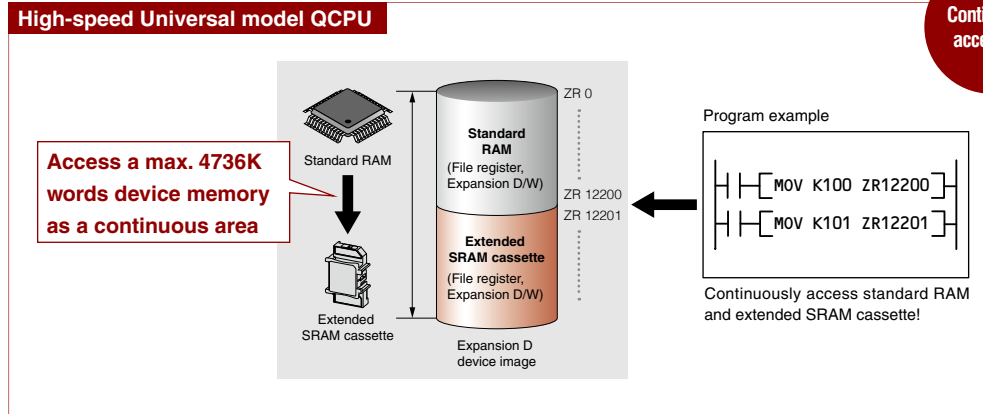 High-speed Universal model QCPU
Access a max. 4736K
words device memory
as a continuous area
Standard RAM
Extended
SRAM cassette
Standard
RAM
(File register,
Expansion D/W)
Extended
SRAM cassette
(File register,
Expansion D/W)
Expansion D
device image
ZR 0
ZR 12200
ZR 12201
Program example
MOV K100 ZR12200
MOV K101 ZR12201
Continuously access standard RAM
and extended SRAM cassette!